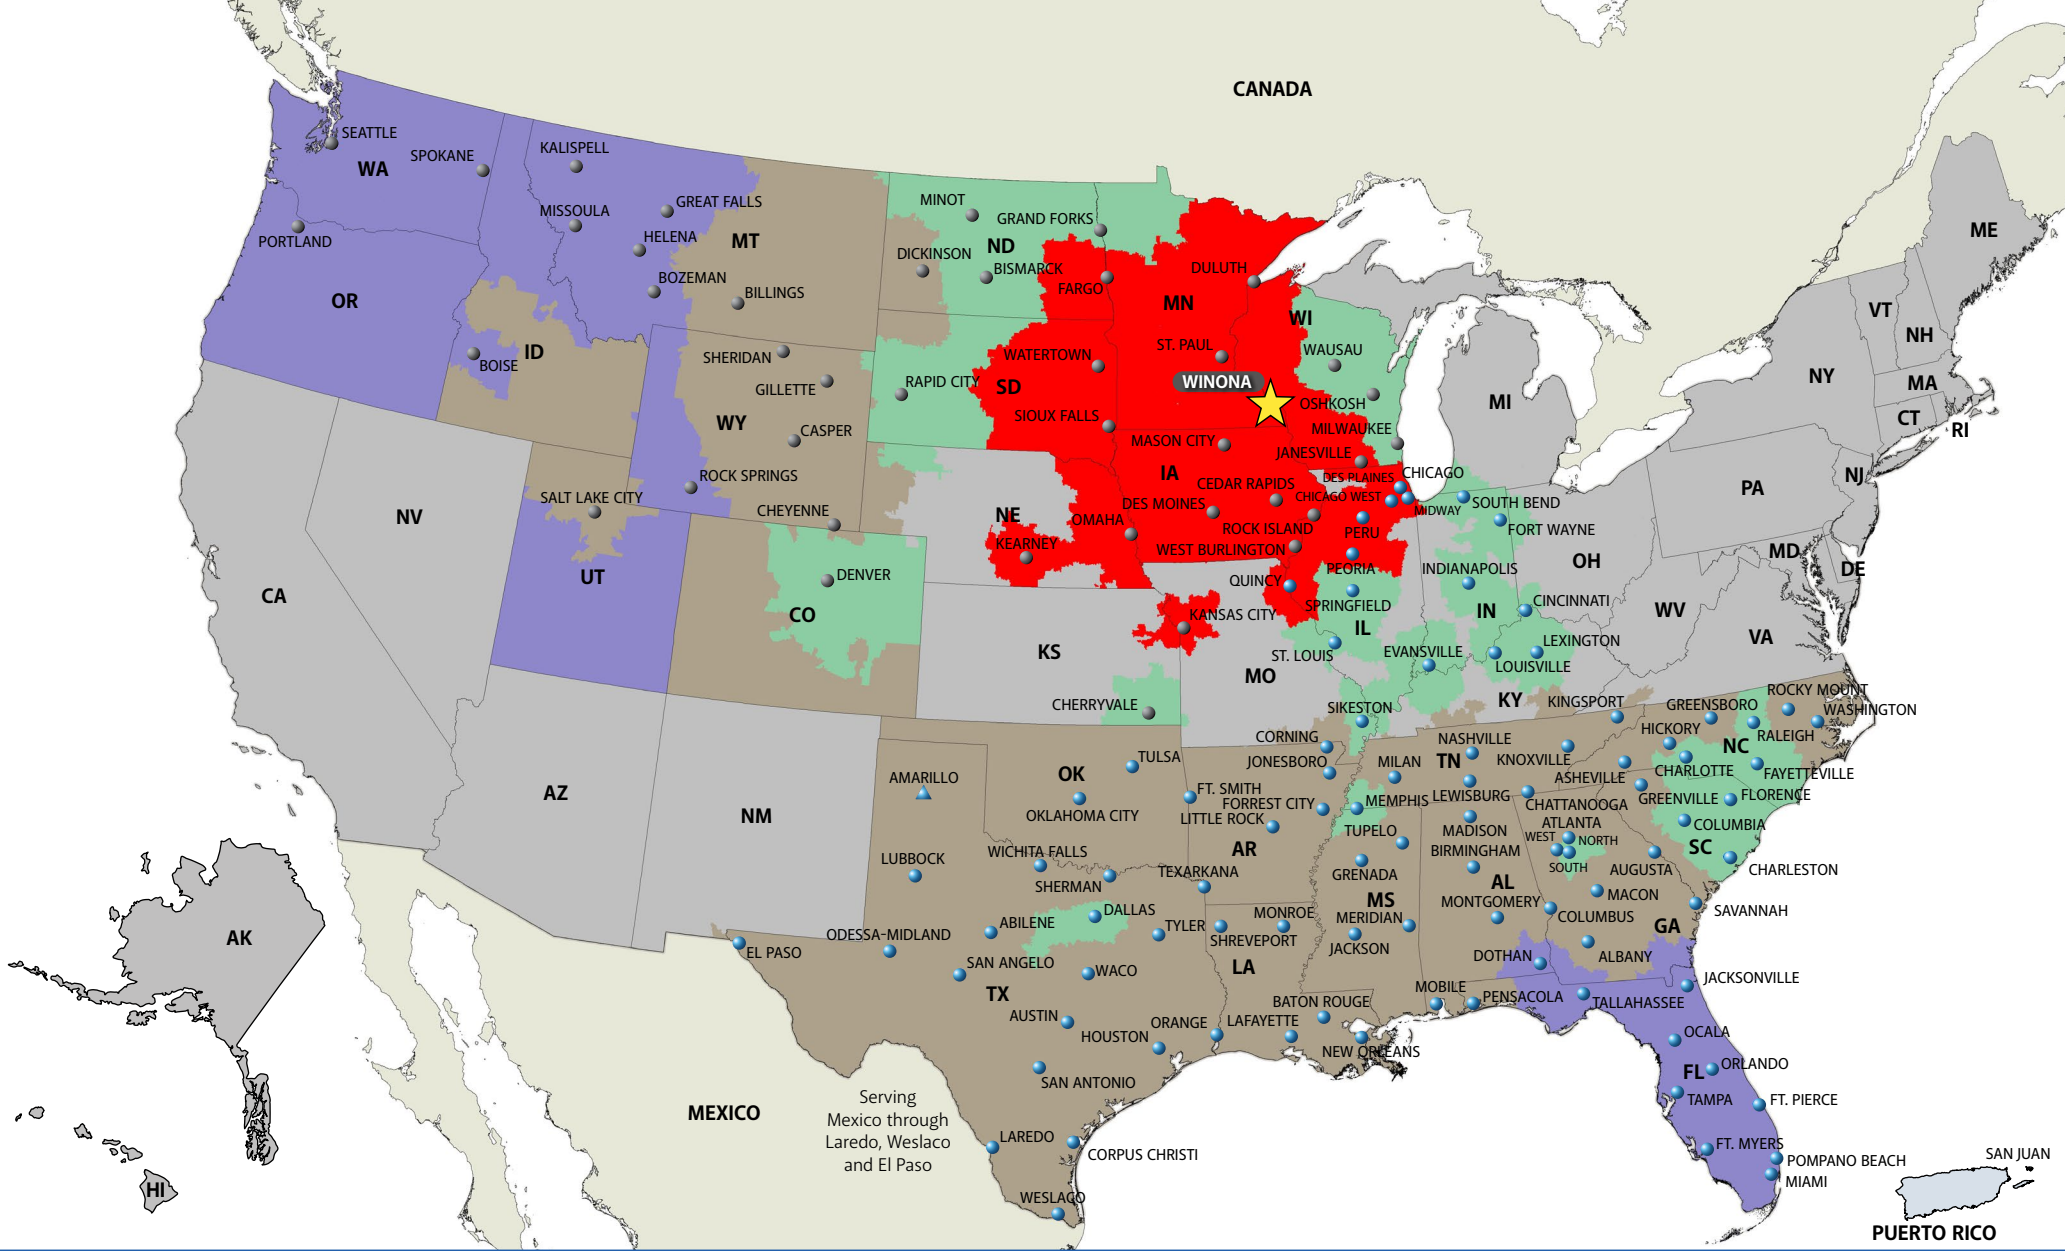 CANADA
SEATTLE
SPOKANE
WA
KALISPELL
GREAT FALLS
MISSOULA
HELENA
MT
PORTLAND
BOZEMAN
BILLINGS
OR
ID
BOISE
MINOT
GRAND FORKS
ND
DICKINSON
BISMARCK
FARGO
DULUTH
MN
WI
ST. PAUL
WAUSAU
WATERTOWN
WINONA
SHERIDAN
GILLETTE
RAPID CITY
SD
OSHKOSH
SIOUX FALLS
WY
CASPER
MILWAUKEE
MASON CITY
JANESVILLE
IA
ROCK SPRINGS
CEDAR RAPIDS
DES PLAINES
CHICAGO
CHICAGO WEST
MIDWAY
SALT LAKE CITY
CHEYENNE
NE
OMAHA
DES MOINES
ROCK ISLAND
PERU
SOUTH BEND
FORT WAYNE
KEARNEY
WEST BURLINGTON
PEORIA
INDIANAPOLIS
QUINCY
NV
UT
CA
DENVER
CO
SPRINGFIELD
IL
IN
CINCINNATI
KANSAS CITY
KS
MO
ST. LOUIS
EVANSVILLE
LEXINGTON
LOUISVILLE
KY
CHERRYVALE
SIKESTON
MI
OH
WV
VA
PA
NY
ME
VT
NH
MA
CT
RI
NJ
MD
DE
KINGSPORT
GREENSBORO
ROCKY MOUNT
WASHINGTON
HICKORY
RALEIGH
NC
CORNING
NASHVILLE
TN
KNOXVILLE
JONESBORO
MILAN
ASHEVILLE
CHARLOTTE
FAYETTEVILLE
TULSA
OK
AMARILLO
OKLAHOMA CITY
FT. SMITH
FORREST CITY
LITTLE ROCK
MEMPHIS
LEWISBURG
CHATTANOOGA
GREENVILLE
FLORENCE
AZ
NM
AR
TUPELO
MADISON
BIRMINGHAM
ATLANTA
WEST
NORTH
SOUTH
COLUMBIA
SC
LUBBOCK
WICHITA FALLS
SHERMAN
TEXARKANA
GRENADA
MS
AL
AUGUSTA
CHARLESTON
MACON
ABILENE
DALLAS
TYLER
MONROE
SHREVEPORT
MERIDIAN
JACKSON
MONTGOMERY
COLUMBUS
GA
SAVANNAH
ODESSA-MIDLAND
EL PASO
SAN ANGELO
WACO
LA
DOTHAN
ALBANY
JACKSONVILLE
TX
MOBILE
PENSACOLA
TALLAHASSEE
AUSTIN
HOUSTON
ORANGE
BATON ROUGE
LAFAYETTE
NEW ORLEANS
OCALA
SAN ANTONIO
FL
ORLANDO
TAMPA
FT. PIERCE
MEXICO
Serving
Mexico through
Laredo, Weslaco
and El Paso
LAREDO
CORPUS CHRISTI
WESLACO
FT. MYERS
POMPANO BEACH
MIAMI
SAN JUAN
PUERTO RICO
AK
HI